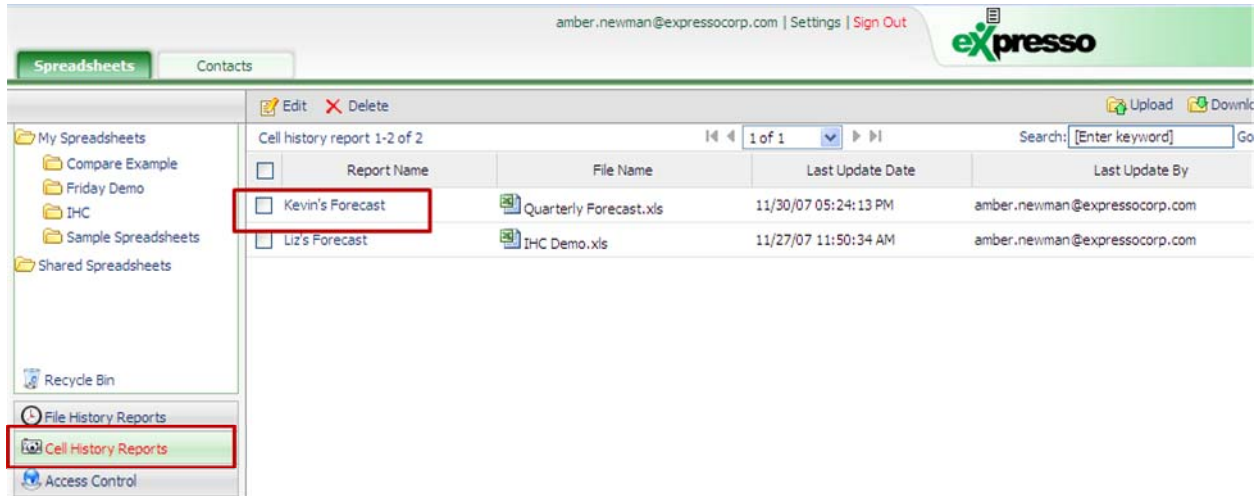 amber.newman@expressocorp.com | Settings | Sign Out
eXpresso
Spreadsheets Contacts
Edit Delete Upload Downlo
My Spreadsheets
Compare Example
Friday Demo
IHC
Sample Spreadsheets
Shared Spreadsheets
Recycle Bin
File History Reports
Cell History Reports
Access Control
Cell history report 1-2 of 2 1 of 1 Search: [Enter keyword] Go
Report Name File Name Last Update Date Last Update By
Kevin's Forecast Quarterly Forecast.xls 11/30/07 05:24:13 PM amber.newman@expressocorp.com
Liz's Forecast IHC Demo.xls 11/27/07 11:50:34 AM amber.newman@expressocorp.com